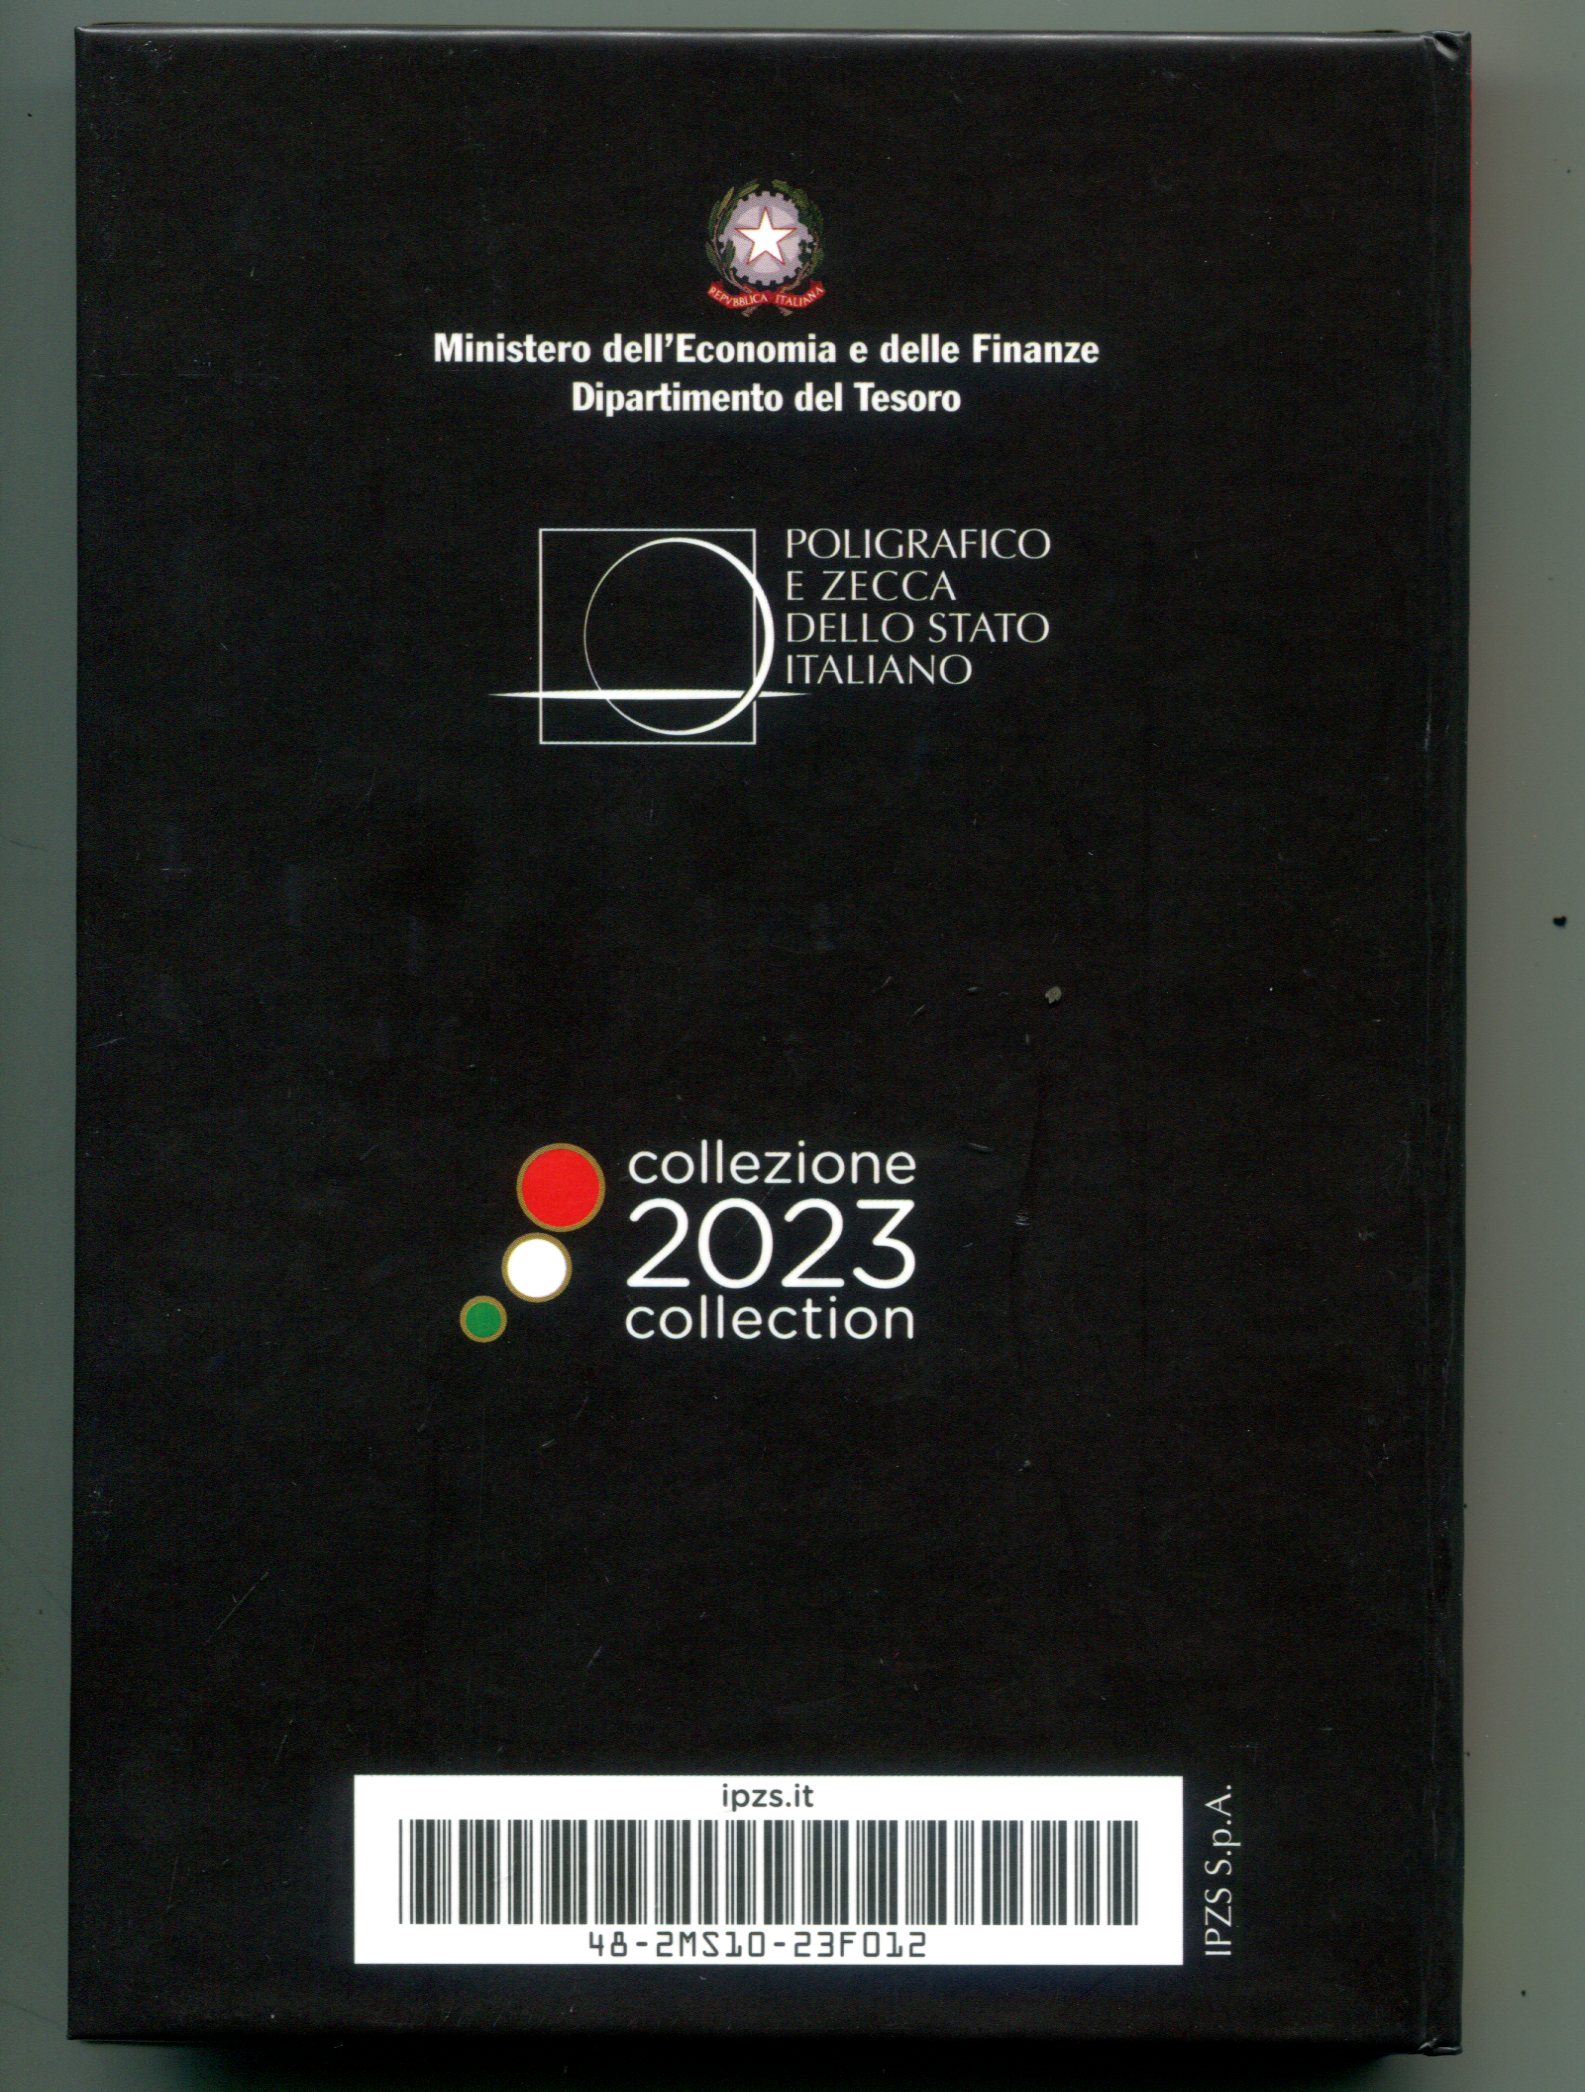 REPVBBLICA ITALIANA
Ministero dell'Economia e delle Finanze
Dipartimento del Tesoro
POLIGRAFICO
E ZECCA
DELLO STATO
ITALIANO
collezione
2023
collection
ipzs.it
48-2MS10-23F012
IPZS S.p.A.